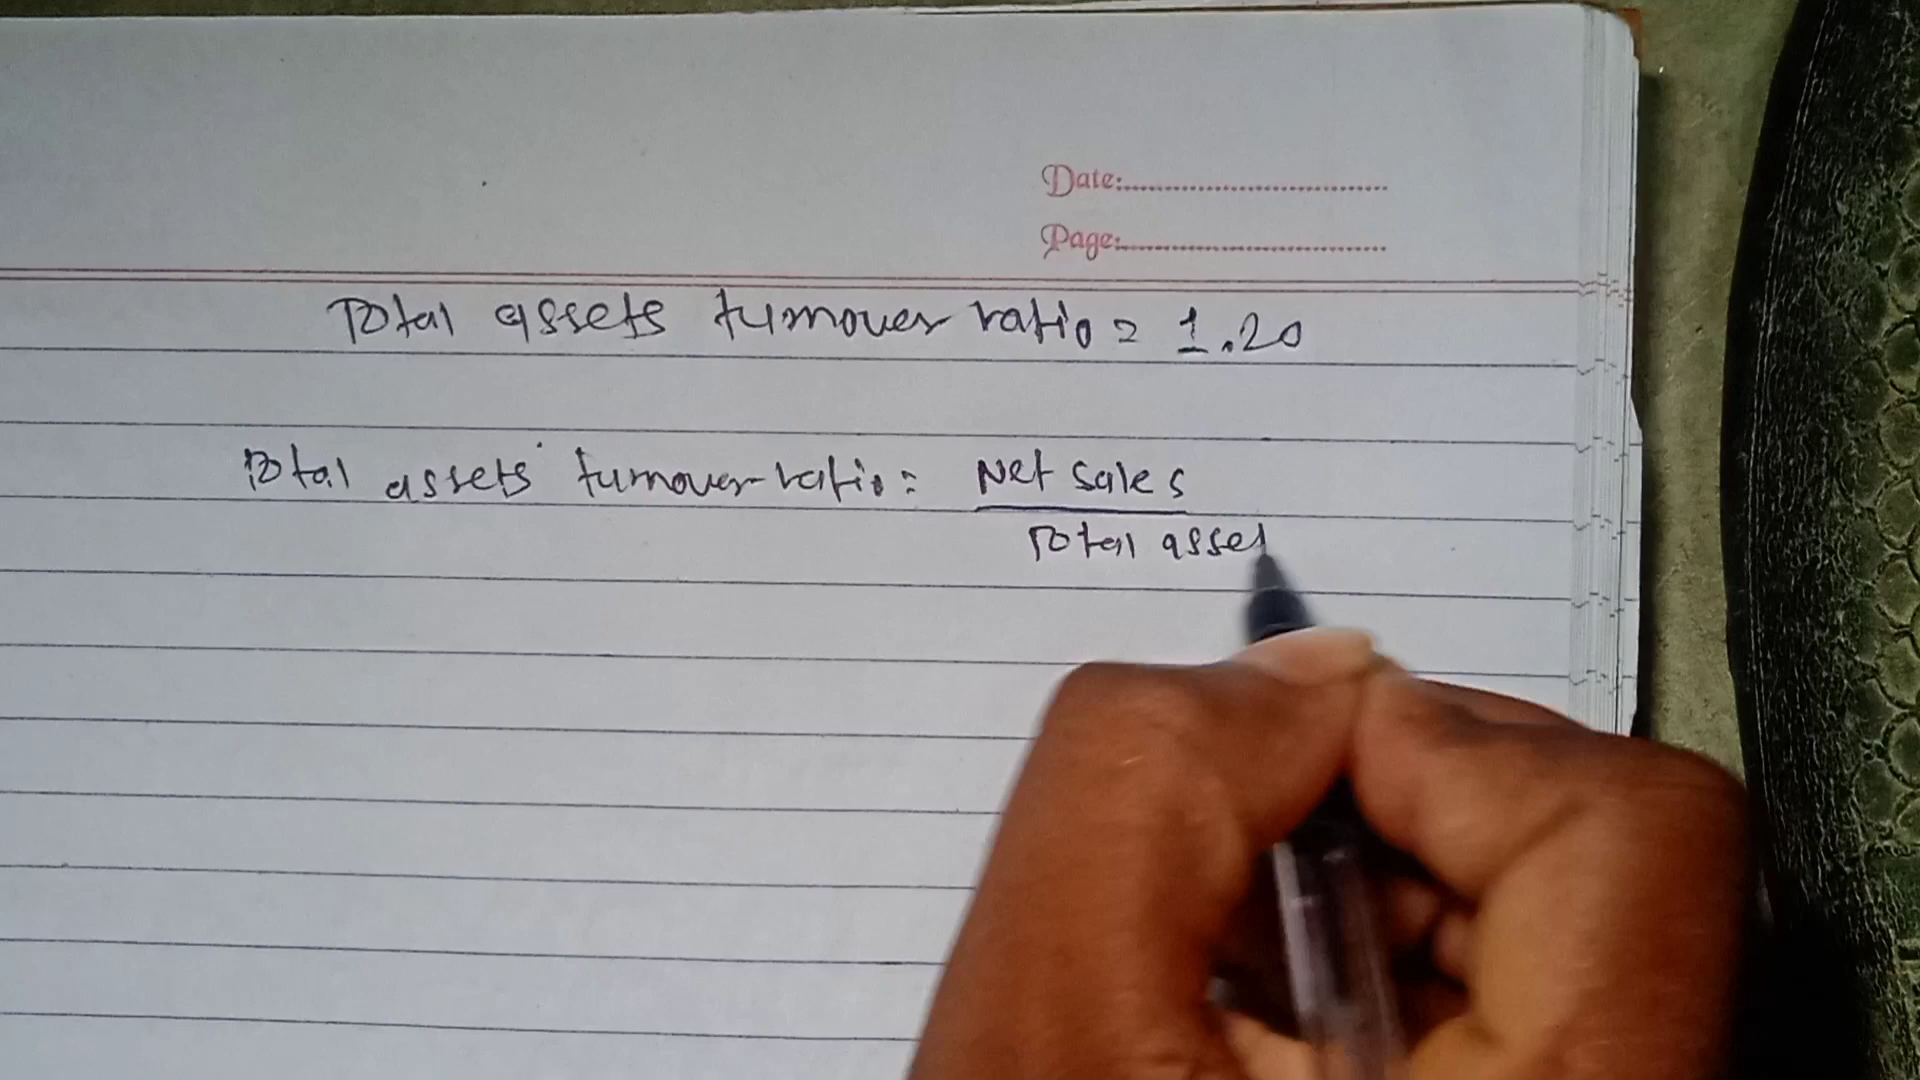 Date:
Page:
Total assets turnover ratio = 1.20
Total assets turnover ratio = Net sales
Total asset